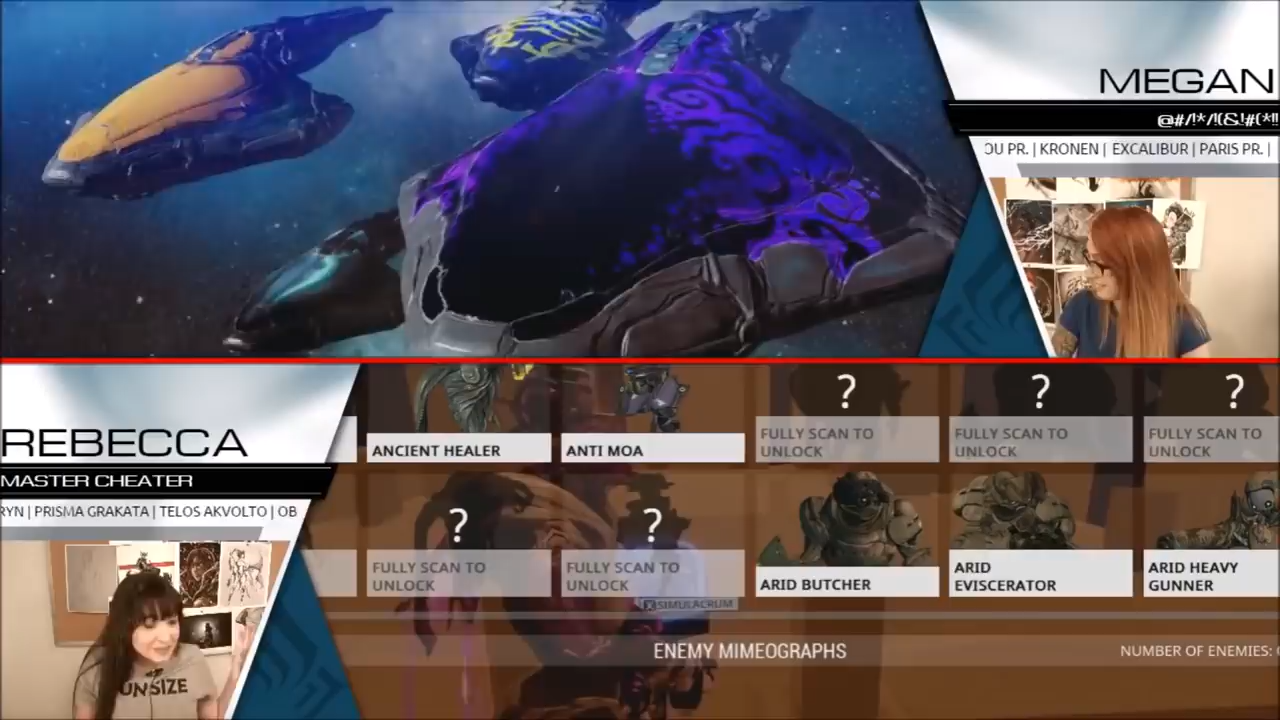 MEGAN
@#/!*/!(&!#(*!!
OU PR. | KRONEN | EXCALIBUR | PARIS PR. |
REBECCA
MASTER CHEATER
RYN | PRISMA GRAKATA | TELOS AKVOLTO | OB
UNSIZE
ANCIENT HEALER
ANTI MOA
?
FULLY SCAN TO
UNLOCK
?
FULLY SCAN TO
UNLOCK
?
FULLY SCAN TO
UNLOCK
?
FULLY SCAN TO
UNLOCK
?
FULLY SCAN TO
UNLOCK
ARID BUTCHER
ARID
EVISCERATOR
ARID HEAVY
GUNNER
X SIMULACRUM
ENEMY MIMEOGRAPHS
NUMBER OF ENEMIES: